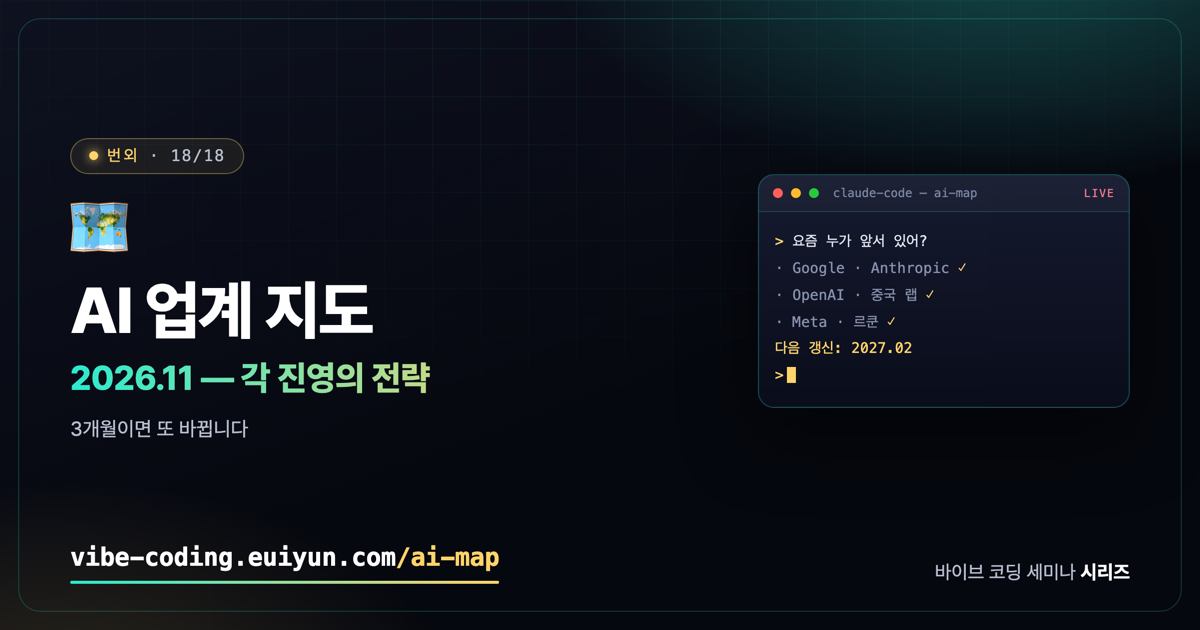 번외 · 18/18
AI 업계 지도
2026.11 — 각 진영의 전략
3개월이면 또 바뀝니다
vibe-coding.euiyun.com/ai-map
claude-code — ai-map LIVE
> 요즘 누가 앞서 있어?
· Google · Anthropic ✓
· OpenAI · 중국 랩 ✓
· Meta · 르쿤 ✓
다음 갱신: 2027.02
>
바이브 코딩 세미나 시리즈